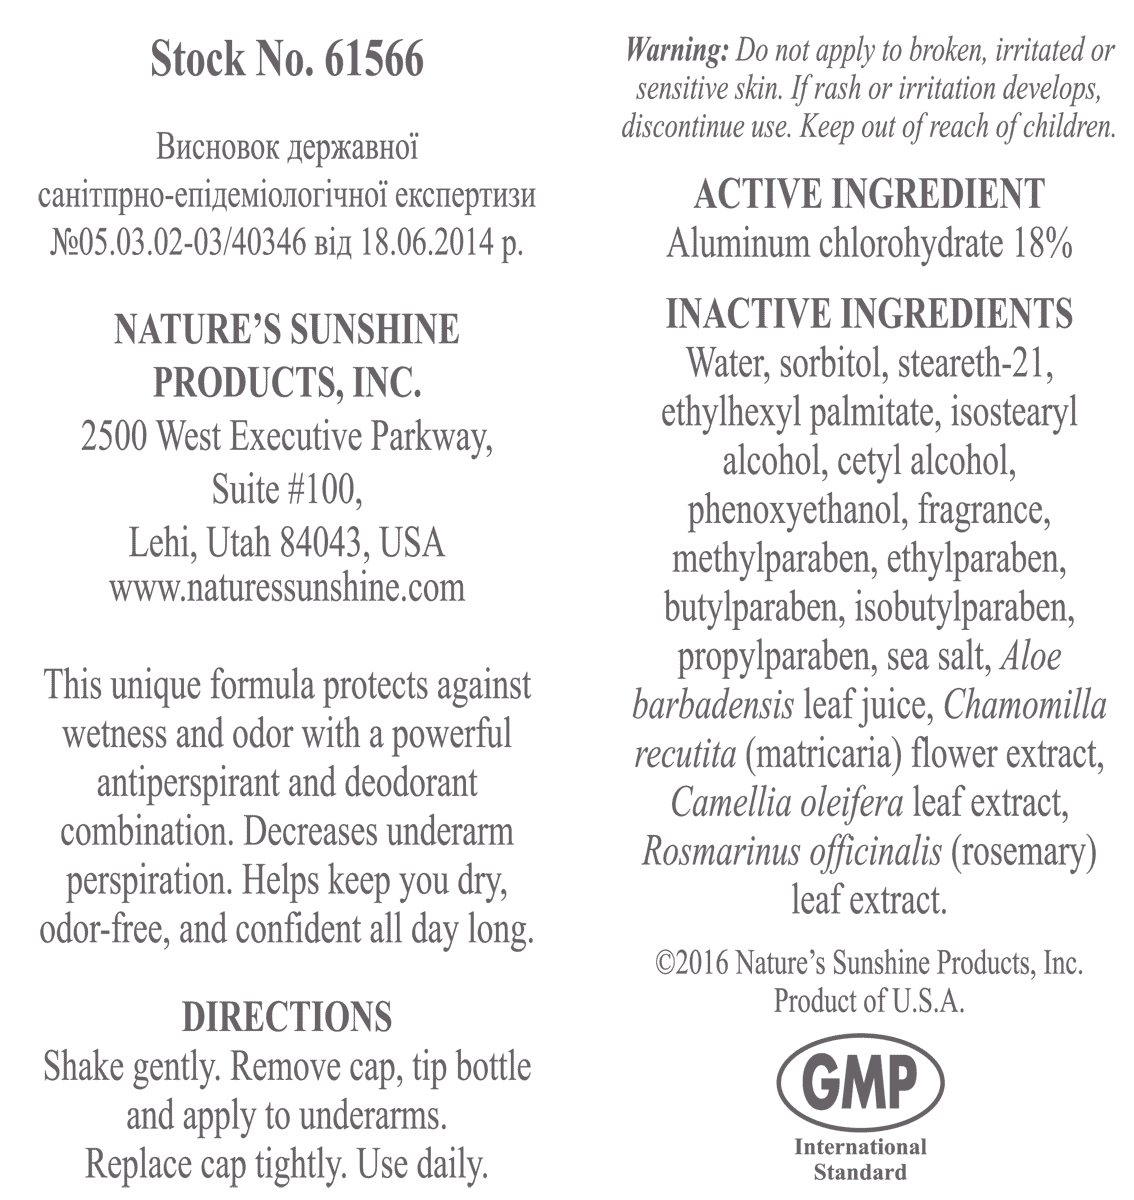 Stock No. 61566
Висновок державної
санітпрно-епідеміологічної експертизи
№05.03.02-03/40346 від 18.06.2014 р.
NATURE’S SUNSHINE
PRODUCTS, INC.
2500 West Executive Parkway,
Suite #100,
Lehi, Utah 84043, USA
www.naturessunshine.com
This unique formula protects against
wetness and odor with a powerful
antiperspirant and deodorant
combination. Decreases underarm
perspiration. Helps keep you dry,
odor-free, and confident all day long.
DIRECTIONS
Shake gently. Remove cap, tip bottle
and apply to underarms.
Replace cap tightly. Use daily.
Warning: Do not apply to broken, irritated or
sensitive skin. If rash or irritation develops,
discontinue use. Keep out of reach of children.
ACTIVE INGREDIENT
Aluminum chlorohydrate 18%
INACTIVE INGREDIENTS
Water, sorbitol, steareth-21,
ethylhexyl palmitate, isostearyl
alcohol, cetyl alcohol,
phenoxyethanol, fragrance,
methylparaben, ethylparaben,
butylparaben, isobutylparaben,
propylparaben, sea salt, Aloe
barbadensis leaf juice, Chamomilla
recutita (matricaria) flower extract,
Camellia oleifera leaf extract,
Rosmarinus officinalis (rosemary)
leaf extract.
©2016 Nature’s Sunshine Products, Inc.
Product of U.S.A.
GMP
International
Standard